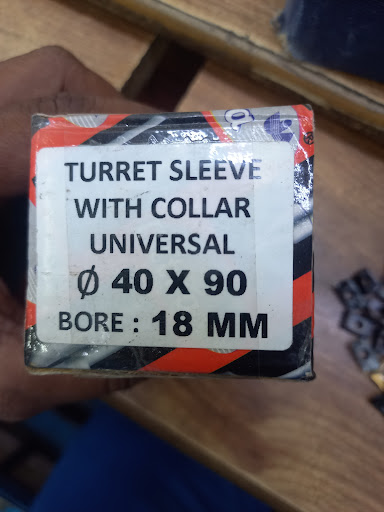 TURRET SLEEVE
WITH COLLAR
UNIVERSAL
Ø 40 X 90
BORE : 18 MM